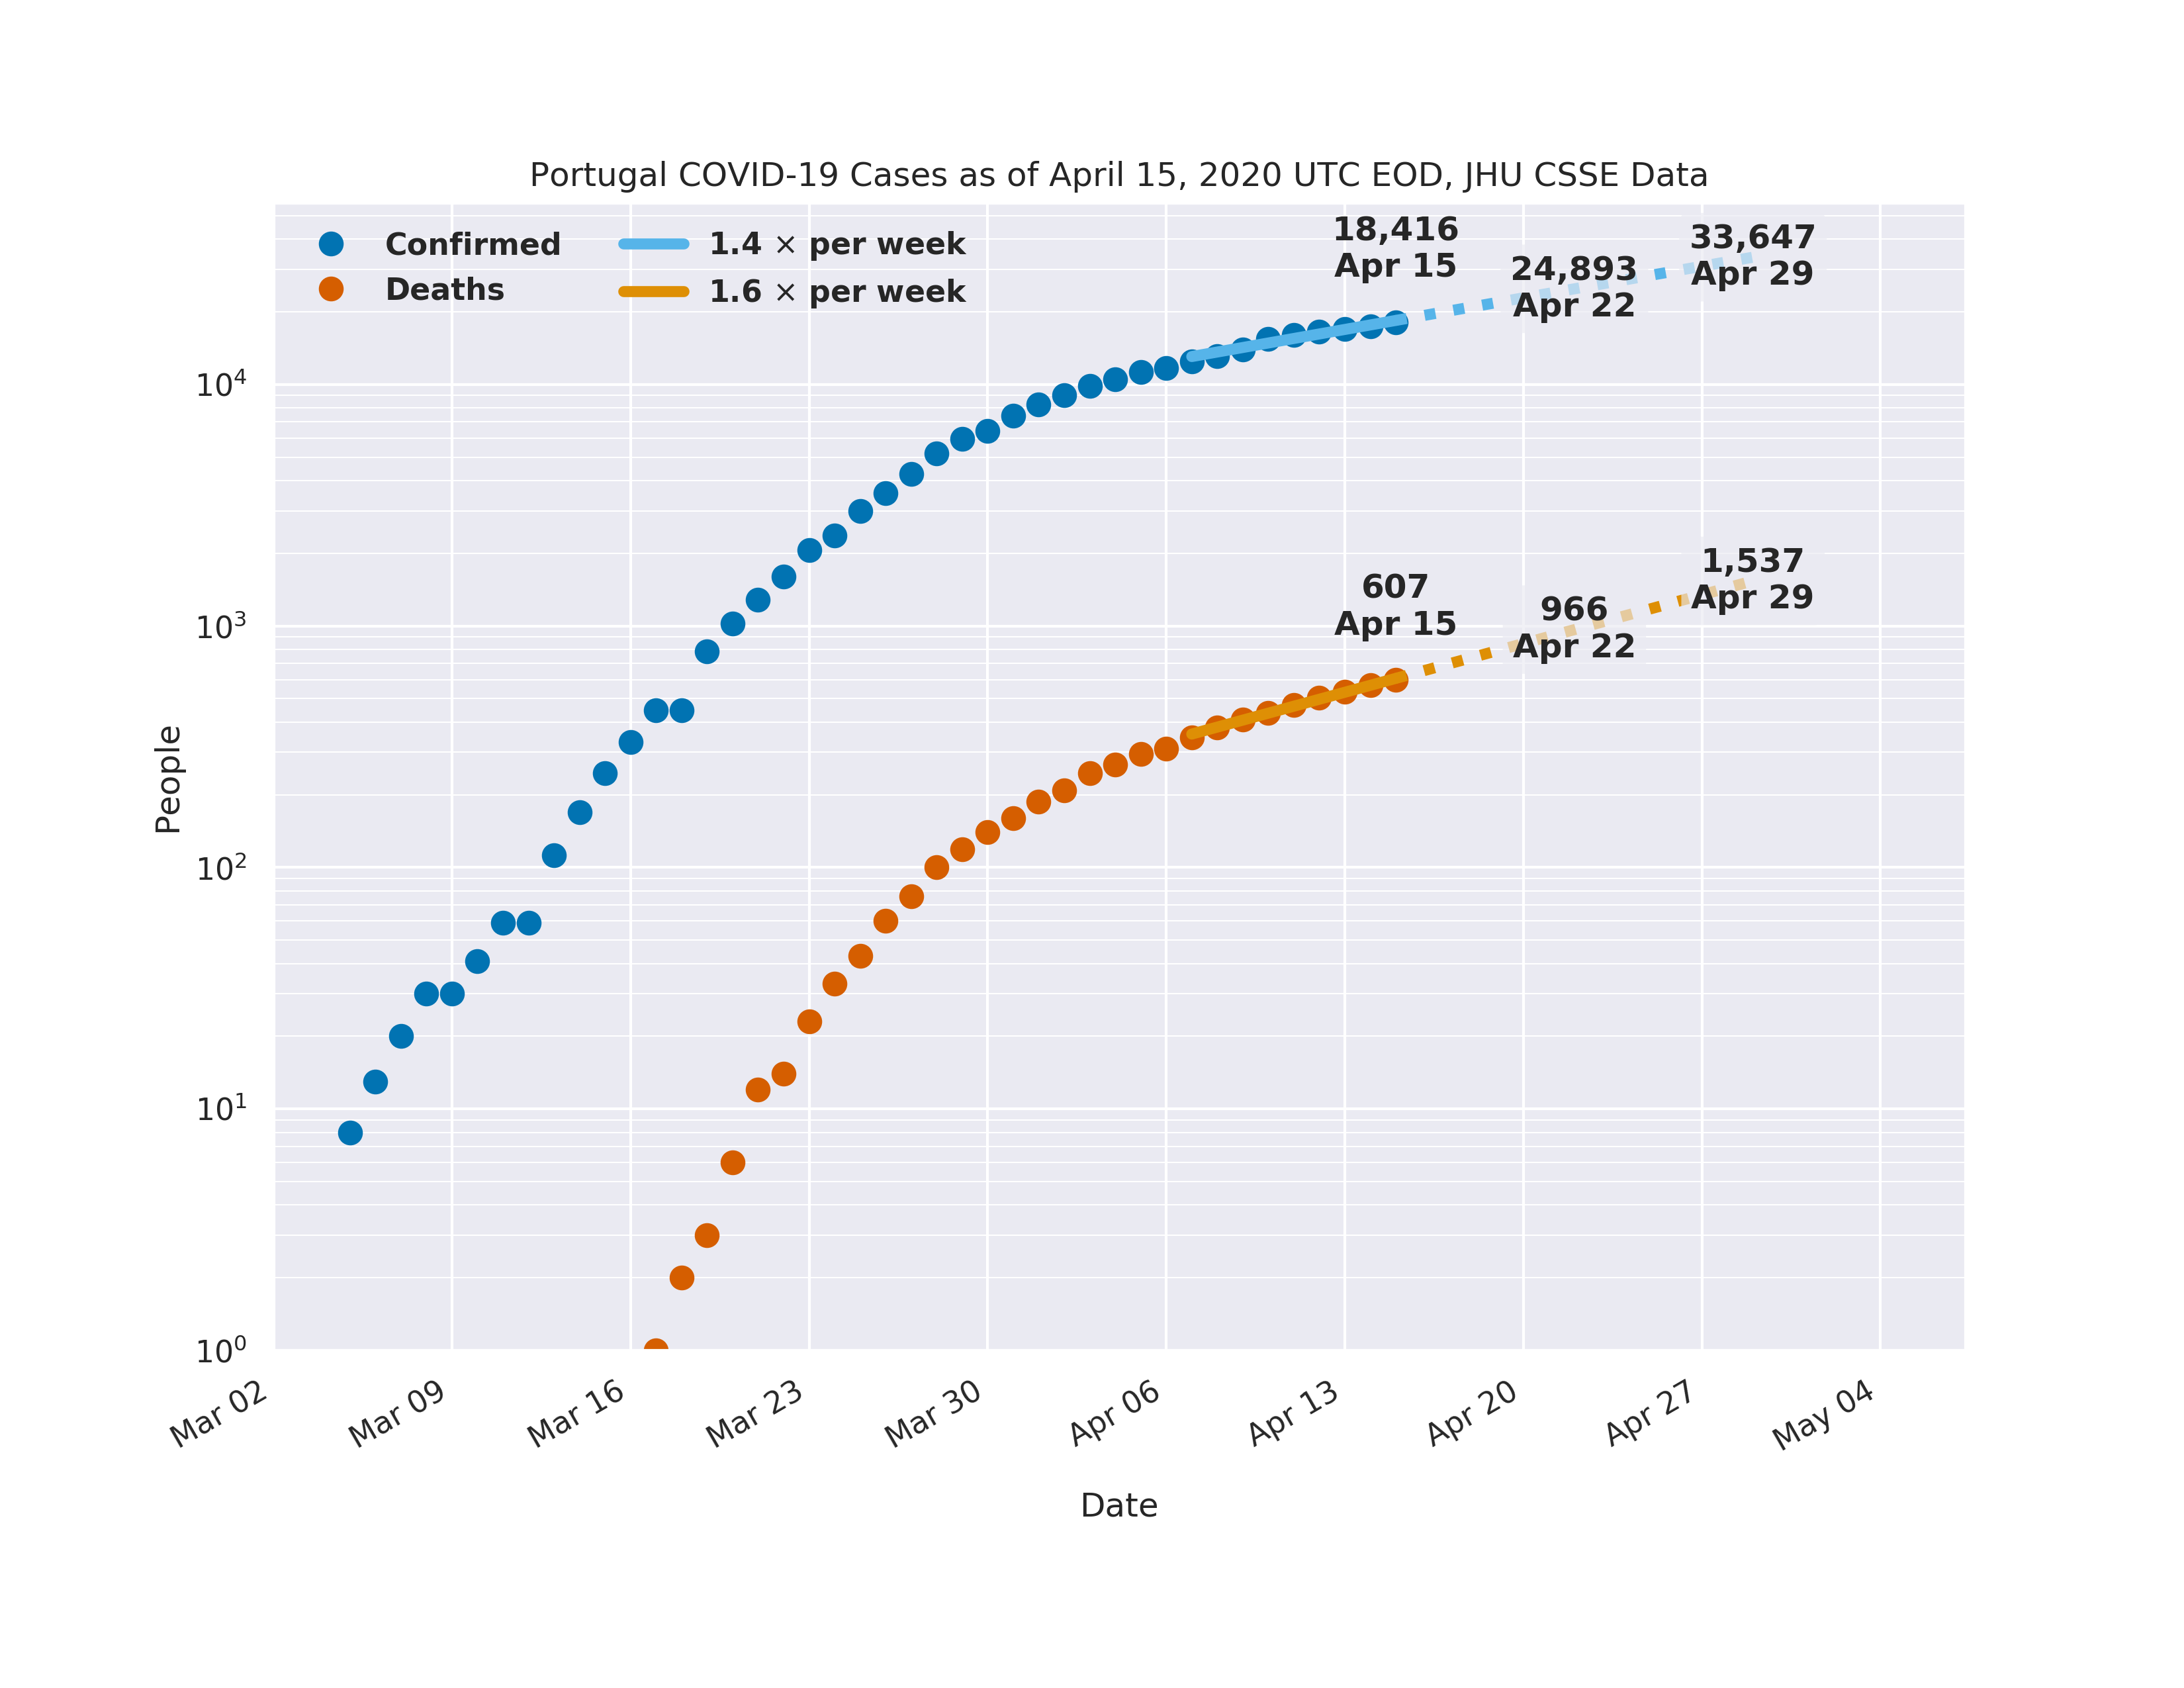 Portugal COVID-19 Cases as of April 15, 2020 UTC EOD, JHU CSSE Data
Confirmed
Deaths
1.4 × per week
1.6 × per week
18,416
Apr 15
24,893
Apr 22
33,647
Apr 29
607
Apr 15
966
Apr 22
1,537
Apr 29
People
10⁴
10³
10²
10¹
10⁰
Mar 02
Mar 09
Mar 16
Mar 23
Mar 30
Apr 06
Apr 13
Apr 20
Apr 27
May 04
Date